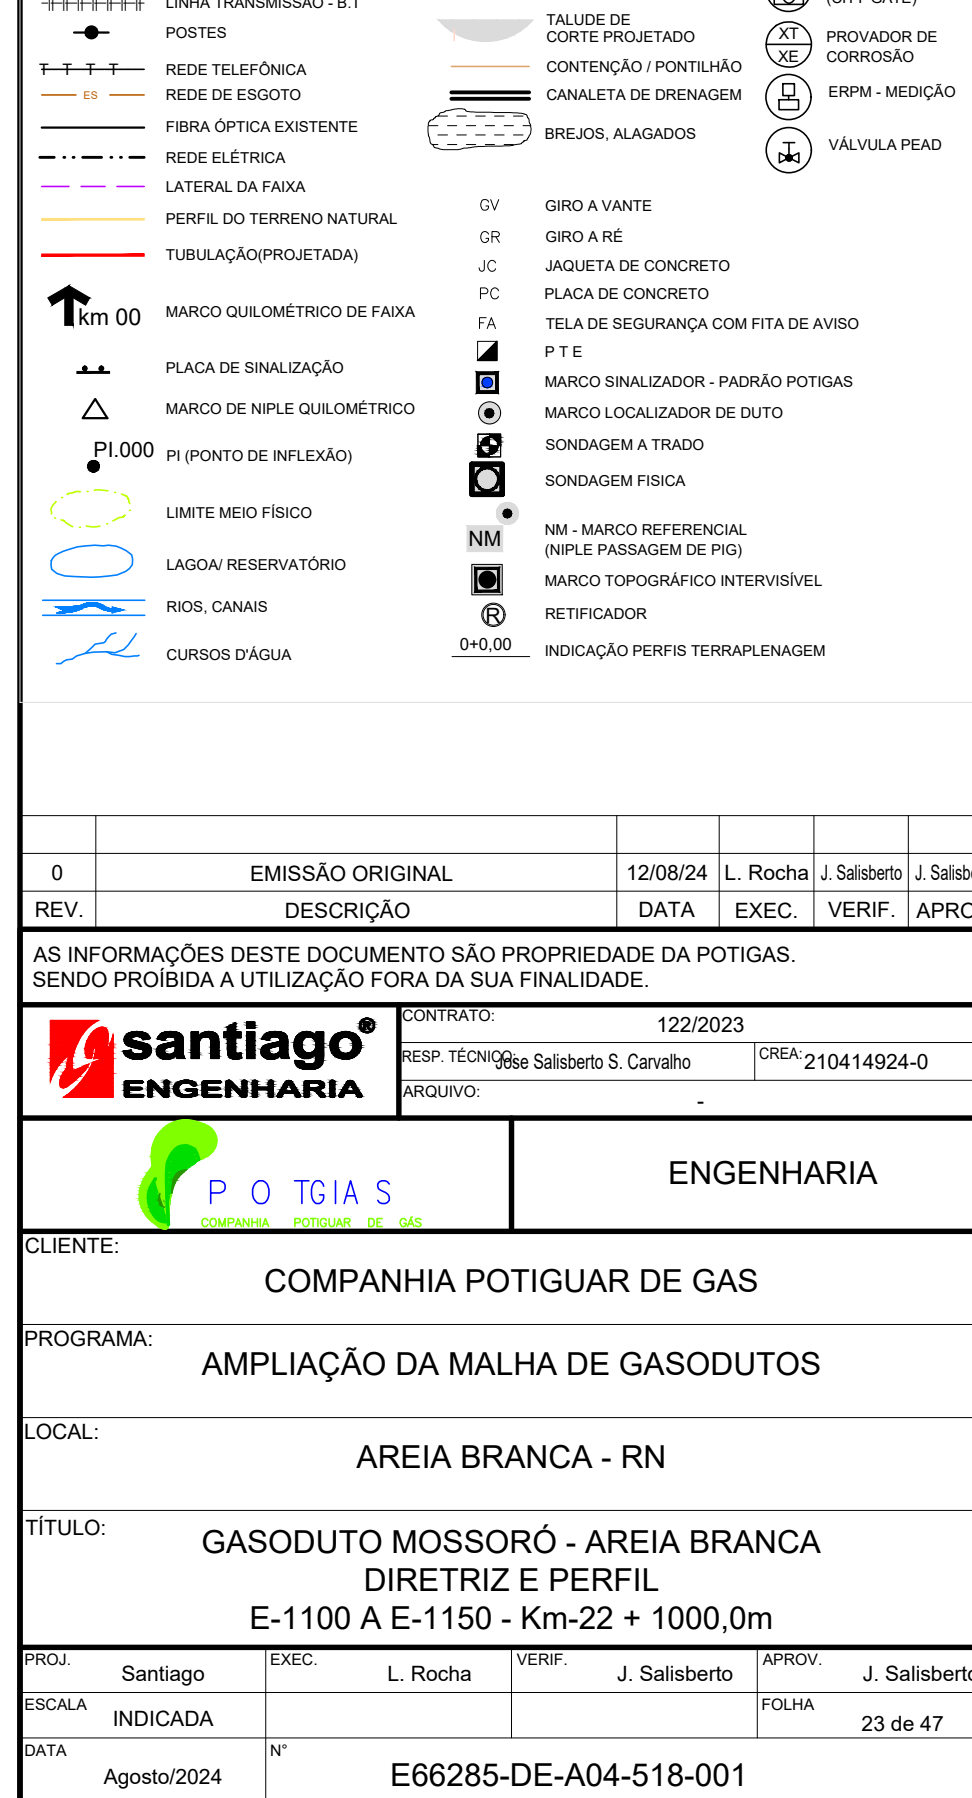 LINHA TRANSMISSÃO - B.T
POSTES
T T T T REDE TELEFÔNICA
ES REDE DE ESGOTO
FIBRA ÓPTICA EXISTENTE
REDE ELÉTRICA
LATERAL DA FAIXA
PERFIL DO TERRENO NATURAL
TUBULAÇÃO(PROJETADA)
km 00 MARCO QUILOMÉTRICO DE FAIXA
PLACA DE SINALIZAÇÃO
MARCO DE NIPLE QUILOMÉTRICO
PI.000 PI (PONTO DE INFLEXÃO)
LIMITE MEIO FÍSICO
LAGOA/ RESERVATÓRIO
RIOS, CANAIS
CURSOS D'ÁGUA
TALUDE DE
CORTE PROJETADO
CONTENÇÃO / PONTILHÃO
CANALETA DE DRENAGEM
BREJOS, ALAGADOS
GV GIRO A VANTE
GR GIRO A RÉ
JC JAQUETA DE CONCRETO
PC PLACA DE CONCRETO
FA TELA DE SEGURANÇA COM FITA DE AVISO
P T E
MARCO SINALIZADOR - PADRÃO POTIGAS
MARCO LOCALIZADOR DE DUTO
SONDAGEM A TRADO
SONDAGEM FISICA
NM NM - MARCO REFERENCIAL
(NIPLE PASSAGEM DE PIG)
MARCO TOPOGRÁFICO INTERVISÍVEL
R RETIFICADOR
0+0,00 INDICAÇÃO PERFIS TERRAPLENAGEM
(CITY GATE)
XT
XE
PROVADOR DE
CORROSÃO
ERPM - MEDIÇÃO
VÁLVULA PEAD
0 EMISSÃO ORIGINAL 12/08/24 L. Rocha J. Salisberto J. Salisbe
REV. DESCRIÇÃO DATA EXEC. VERIF. APRO
AS INFORMAÇÕES DESTE DOCUMENTO SÃO PROPRIEDADE DA POTIGAS.
SENDO PROÍBIDA A UTILIZAÇÃO FORA DA SUA FINALIDADE.
santiago®
ENGENHARIA
CONTRATO: 122/2023
RESP. TÉCNICO: Jose Salisberto S. Carvalho CREA: 210414924-0
ARQUIVO: -
P O TGIA S
COMPANHIA POTIGUAR DE GÁS
ENGENHARIA
CLIENTE:
COMPANHIA POTIGUAR DE GAS
PROGRAMA:
AMPLIAÇÃO DA MALHA DE GASODUTOS
LOCAL:
AREIA BRANCA - RN
TÍTULO:
GASODUTO MOSSORÓ - AREIA BRANCA
DIRETRIZ E PERFIL
E-1100 A E-1150 - Km-22 + 1000,0m
PROJ. Santiago EXEC. L. Rocha VERIF. J. Salisberto APROV. J. Salisberto
ESCALA INDICADA FOLHA 23 de 47
DATA Agosto/2024 N° E66285-DE-A04-518-001